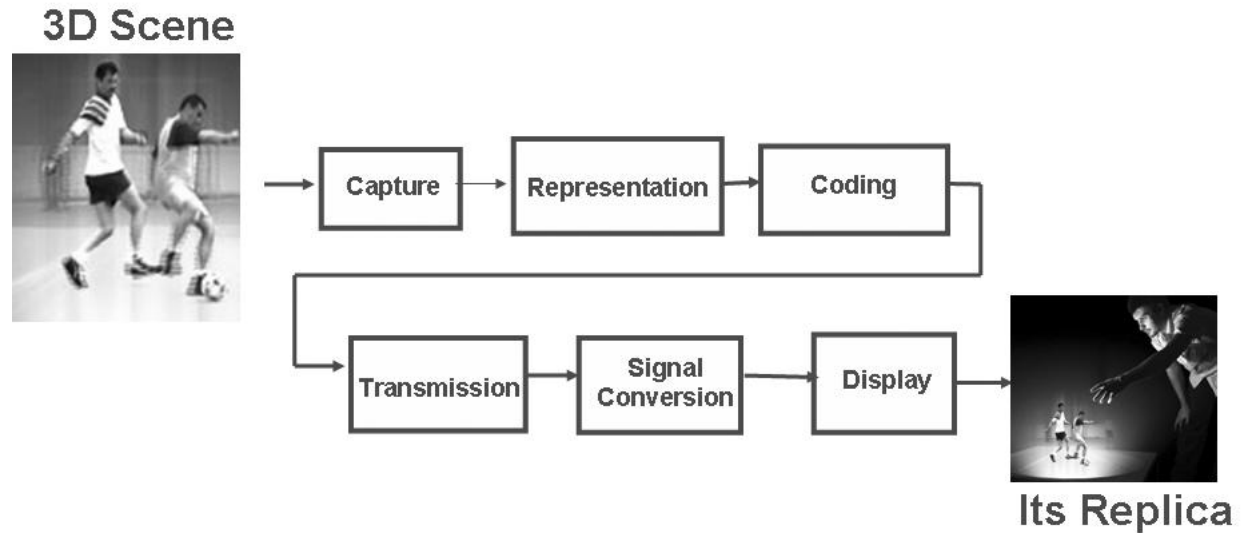 3D Scene
Capture
Representation
Coding
Transmission
Signal
Conversion
Display
Its Replica